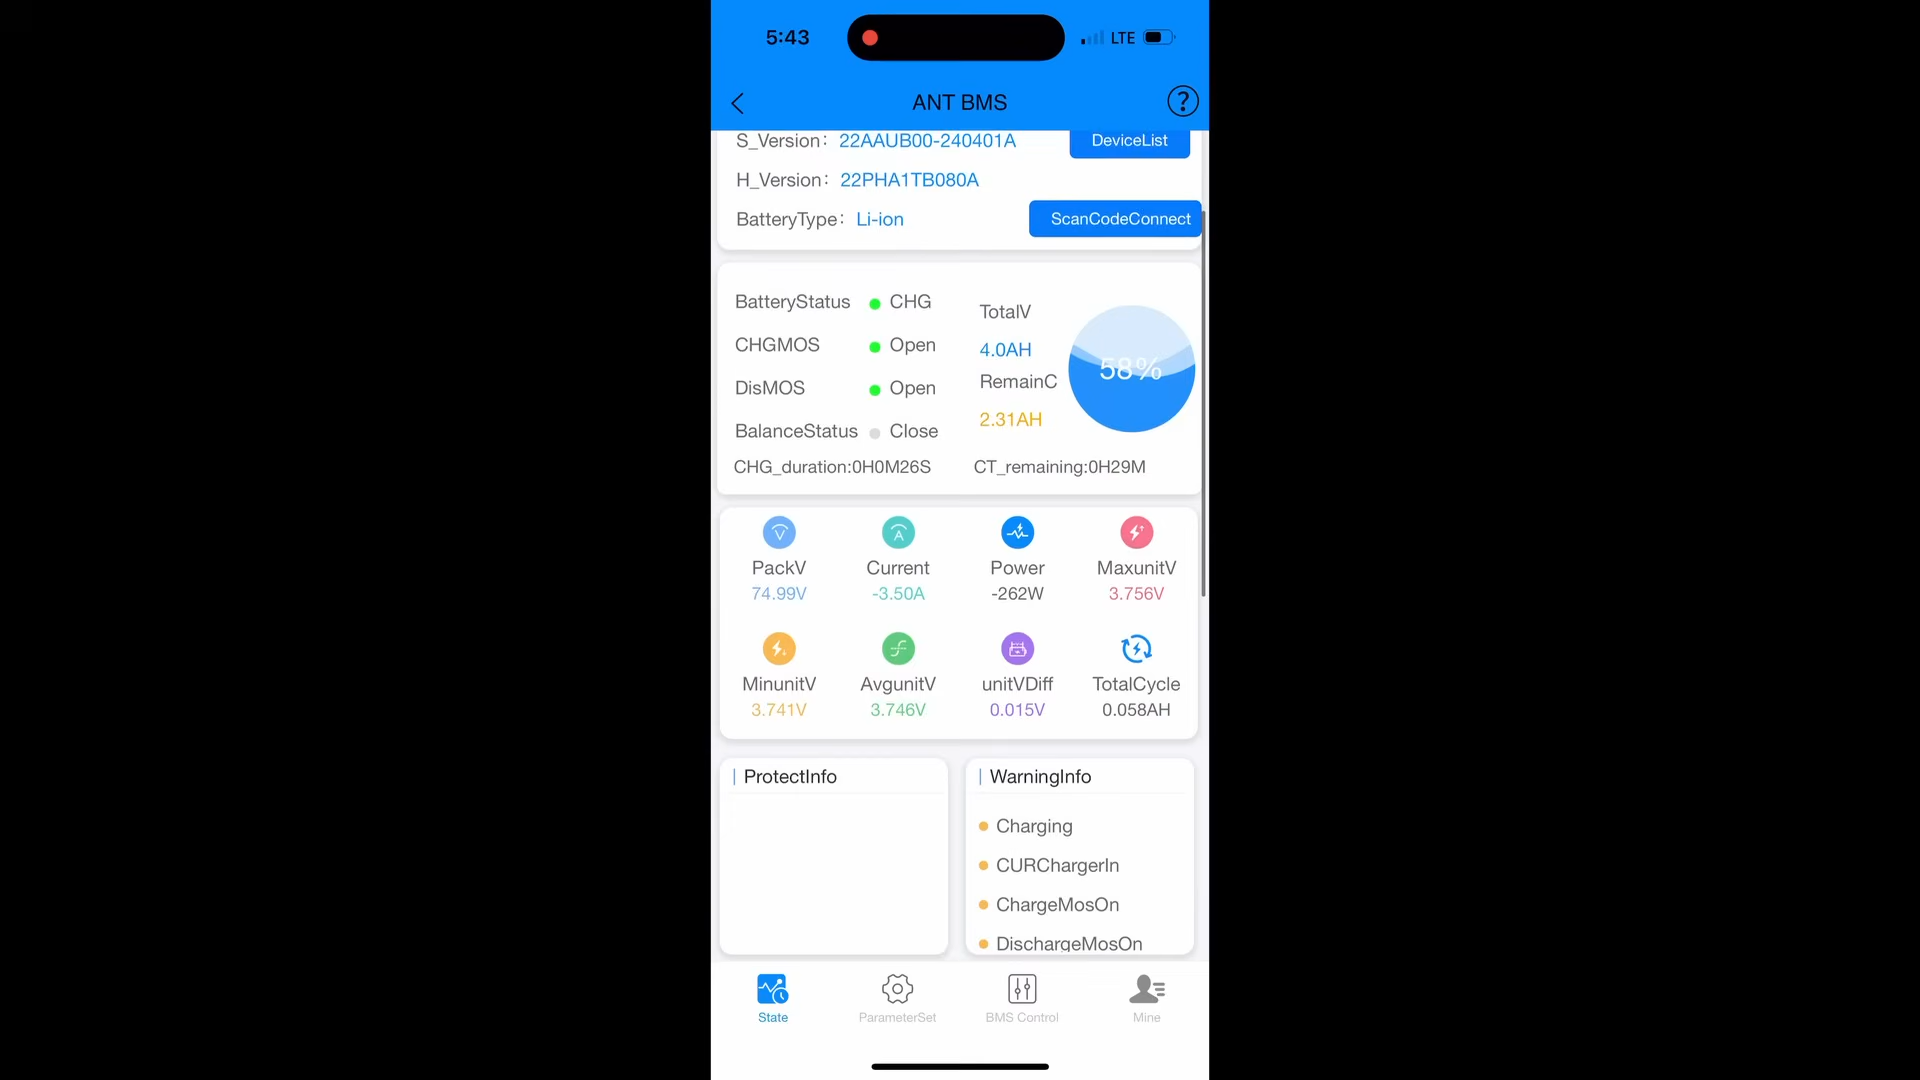 5:43 LTE
ANT BMS ?
S_Version: 22AAUB00-240401A DeviceList
H_Version: 22PHA1TB080A
BatteryType: Li-ion ScanCodeConnect
BatteryStatus CHG
TotalV
CHGMOS Open
4.0AH
58%
RemainC
DisMOS Open
2.31AH
BalanceStatus Close
CHG_duration:0H0M26S CT_remaining:0H29M
PackV Current Power MaxunitV
74.99V -3.50A -262W 3.756V
MinunitV AvgunitV unitVDiff TotalCycle
3.741V 3.746V 0.015V 0.058AH
ProtectInfo WarningInfo
Charging
CURChargerIn
ChargeMosOn
DischargeMosOn
State ParameterSet BMS Control Mine